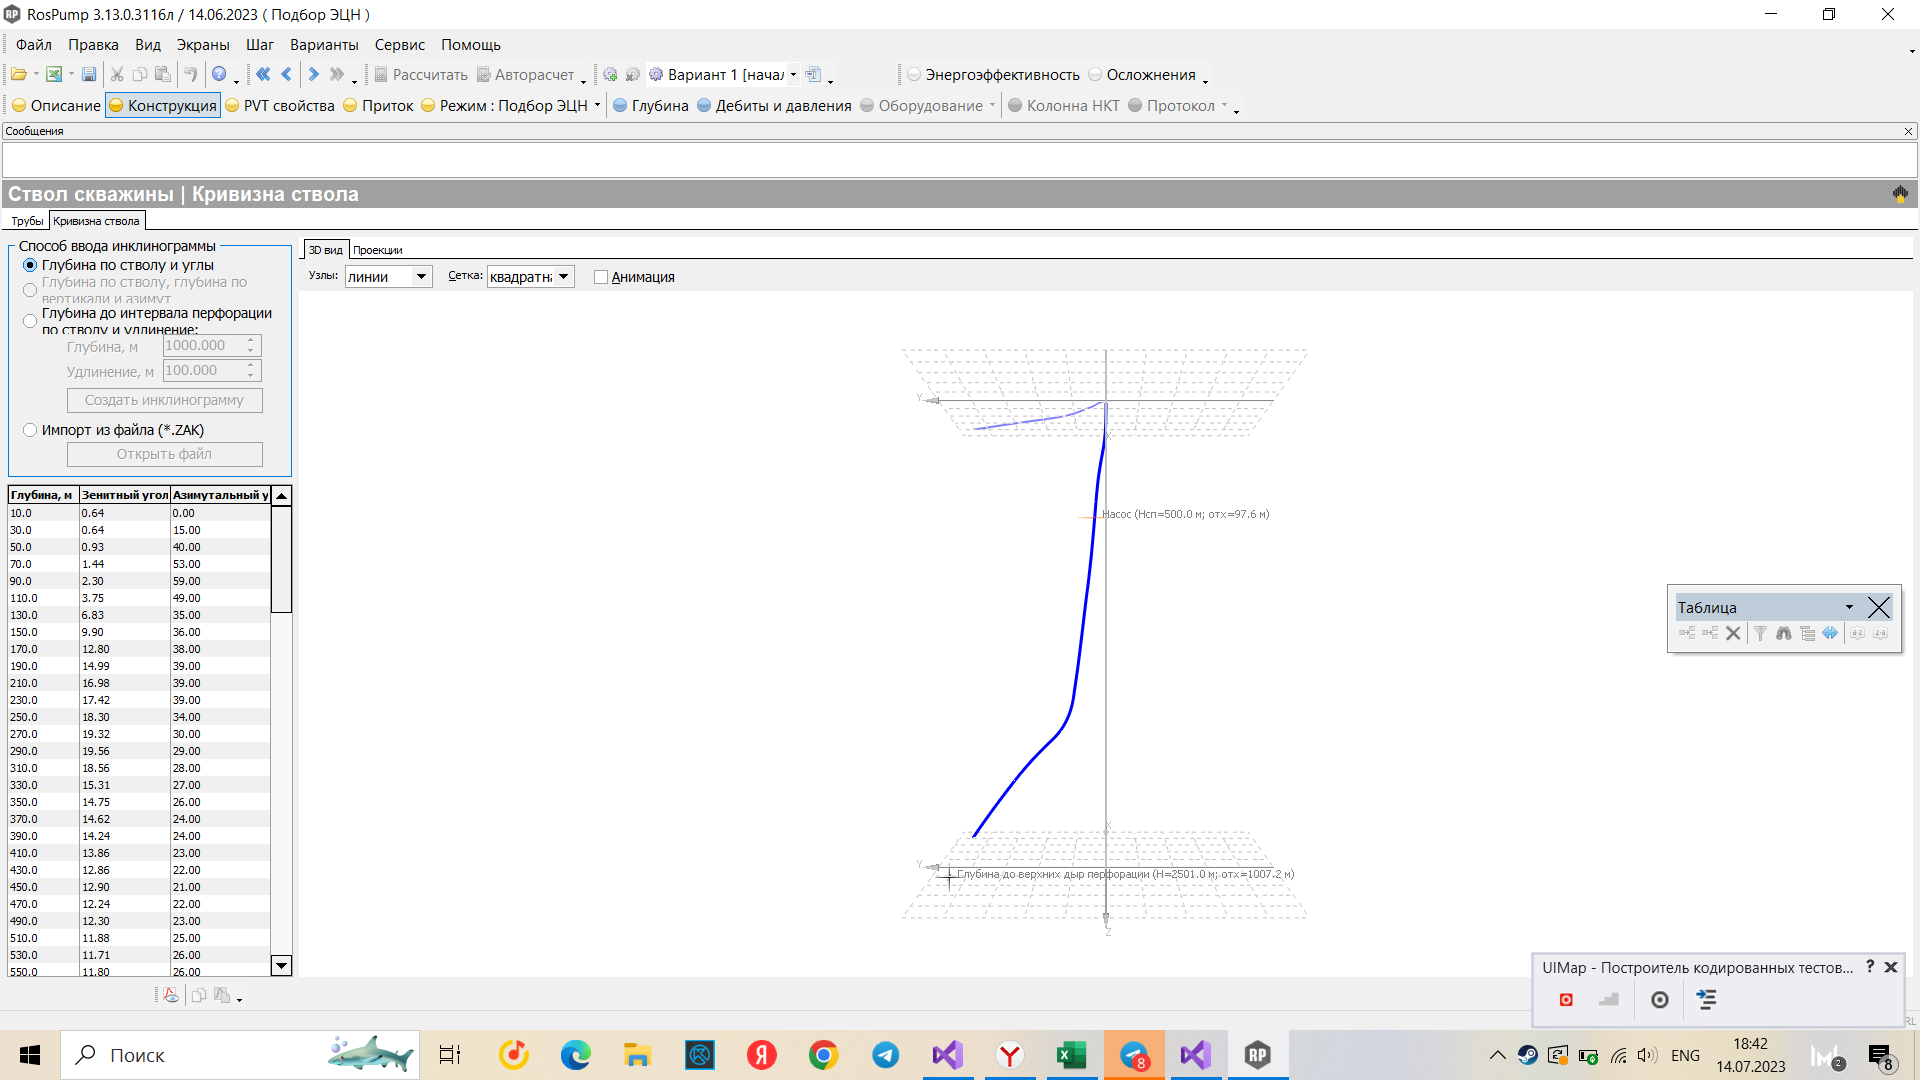 RosPump 3.13.0.3116л / 14.06.2023 ( Подбор ЭЦН )
Файл Правка Вид Экраны Шаг Варианты Сервис Помощь
Рассчитать Авторасчет Вариант 1 [начал Энергоэффективность Осложнения
Описание Конструкция PVT свойства Приток Режим : Подбор ЭЦН Глубина Дебиты и давления Оборудование Колонна НКТ Протокол
Сообщения
Ствол скважины | Кривизна ствола
Трубы Кривизна ствола
Способ ввода инклинограммы
Глубина по стволу и углы
Глубина по стволу, глубина по
вертикали и азимут
Глубина до интервала перфорации
по стволу и удлинение:
Глубина, м 1000.000
Удлинение, м 100.000
Создать инклинограмму
Импорт из файла (*.ZAK)
Открыть файл
Глубина, м Зенитный угол Азимутальный у
10.0 0.64 0.00
30.0 0.64 15.00
50.0 0.93 40.00
70.0 1.44 53.00
90.0 2.30 59.00
110.0 3.75 49.00
130.0 6.83 35.00
150.0 9.90 36.00
170.0 12.80 38.00
190.0 14.99 39.00
210.0 16.98 39.00
230.0 17.42 39.00
250.0 18.30 34.00
270.0 19.32 30.00
290.0 19.56 29.00
310.0 18.56 28.00
330.0 15.31 27.00
350.0 14.75 26.00
370.0 14.62 24.00
390.0 14.24 24.00
410.0 13.86 23.00
430.0 12.86 22.00
450.0 12.90 21.00
470.0 12.24 22.00
490.0 12.30 23.00
510.0 11.88 25.00
530.0 11.71 26.00
550.0 11.80 26.00
3D вид Проекции
Узлы: линии Сетка: квадратн Анимация
Y
X
Насос (Hсп=500.0 м; отх=97.6 м)
X
Y
Глубина до верхних дыр перфорации (H=2501.0 м; отх=1007.2 м)
Z
Таблица
UIMap - Построитель кодированных тестов... ?
RL
Поиск
8
RP
ENG
18:42
14.07.2023
2
8